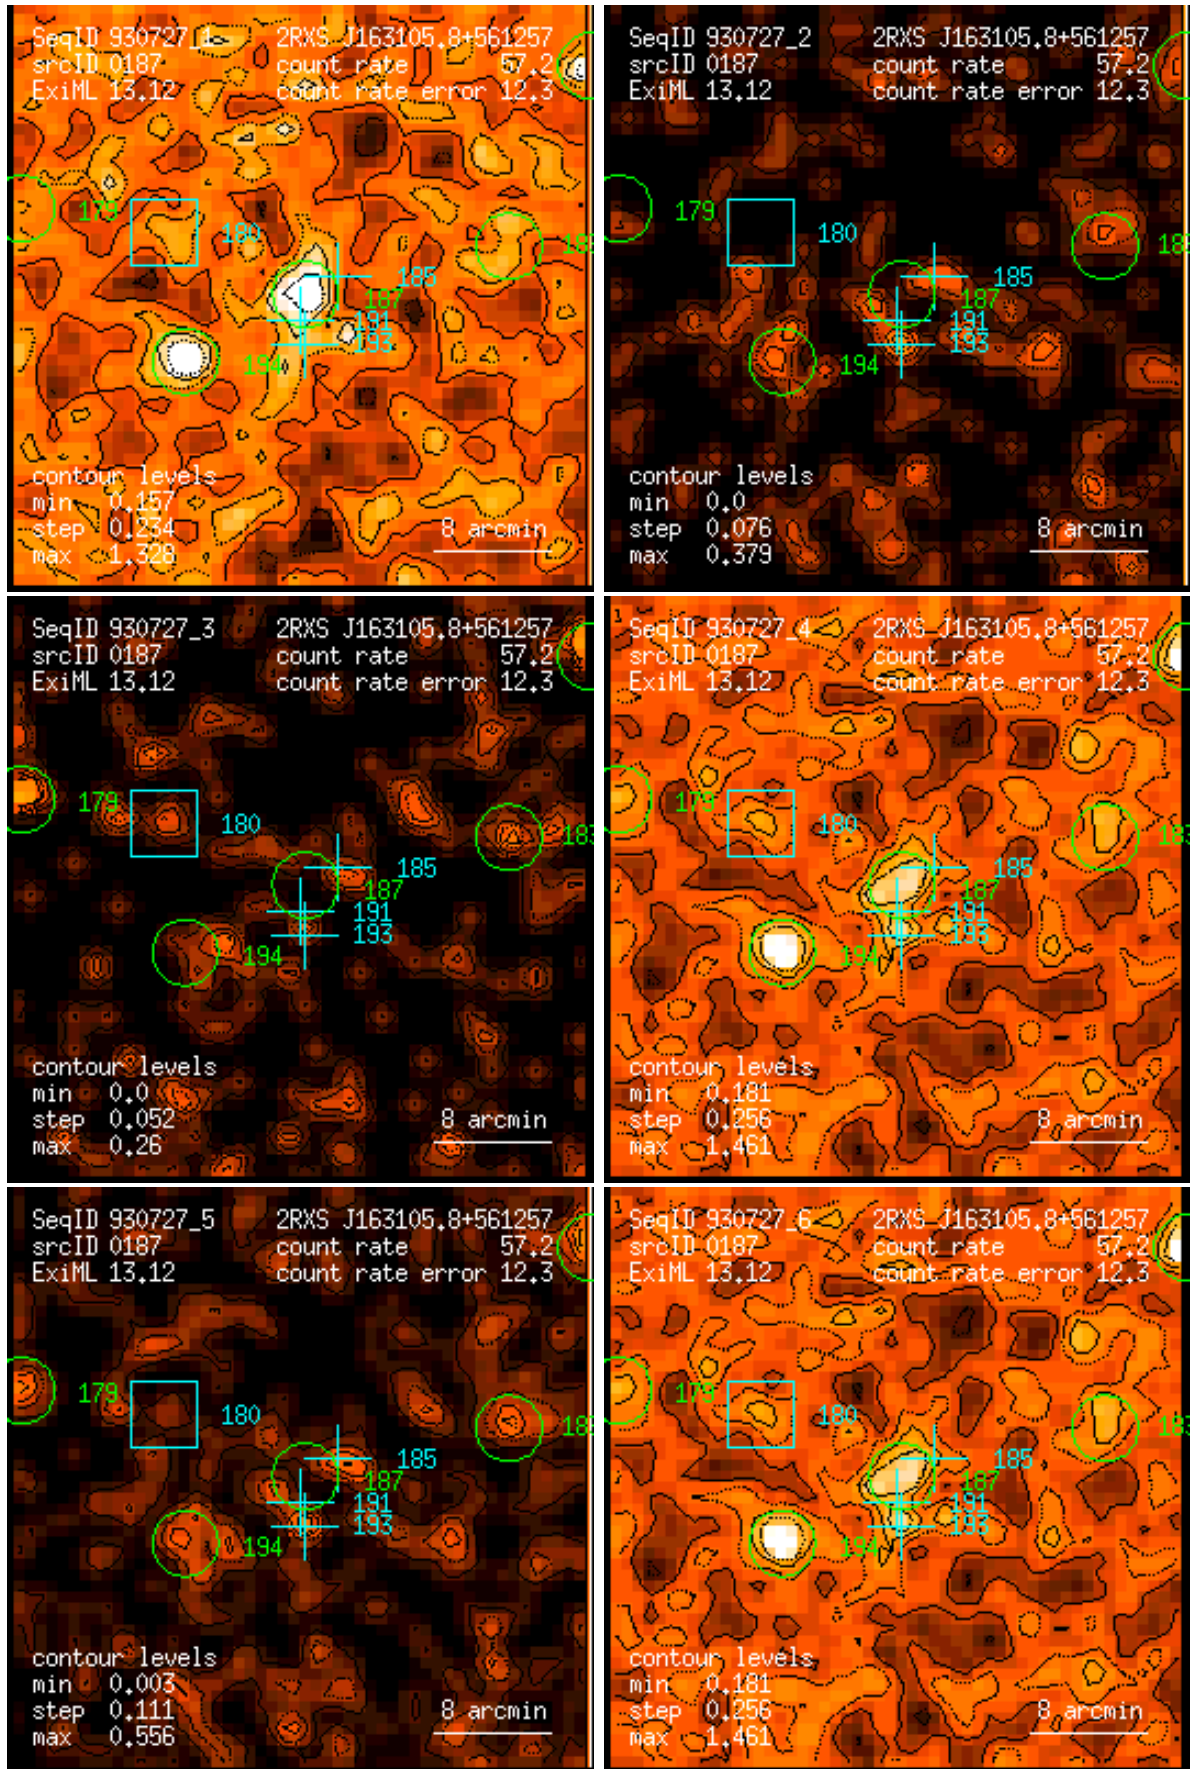 SeqID 930727_1 2RXS J163105.8+561257
srcID 0187 count rate 57.2
ExiML 13.12 count rate error 12.3
179
180
183
185
187
191
193
194
contour levels
min 0.157
step 0.234 8 arcmin
max 1.328
SeqID 930727_2 2RXS J163105.8+561257
srcID 0187 count rate 57.2
ExiML 13.12 count rate error 12.3
179
180
183
185
187
191
193
194
contour levels
min 0.0
step 0.076 8 arcmin
max 0.379
SeqID 930727_3 2RXS J163105.8+561257
srcID 0187 count rate 57.2
ExiML 13.12 count rate error 12.3
179
180
183
185
187
191
193
194
contour levels
min 0.0
step 0.052 8 arcmin
max 0.26
SeqID 930727_4 2RXS J163105.8+561257
srcID 0187 count rate 57.2
ExiML 13.12 count rate error 12.3
179
180
183
185
187
191
193
194
contour levels
min 0.181
step 0.256 8 arcmin
max 1.461
SeqID 930727_5 2RXS J163105.8+561257
srcID 0187 count rate 57.2
ExiML 13.12 count rate error 12.3
179
180
183
185
187
191
193
194
contour levels
min 0.003
step 0.111 8 arcmin
max 0.556
SeqID 930727_6 2RXS J163105.8+561257
srcID 0187 count rate 57.2
ExiML 13.12 count rate error 12.3
179
180
183
185
187
191
193
194
contour levels
min 0.181
step 0.256 8 arcmin
max 1.461